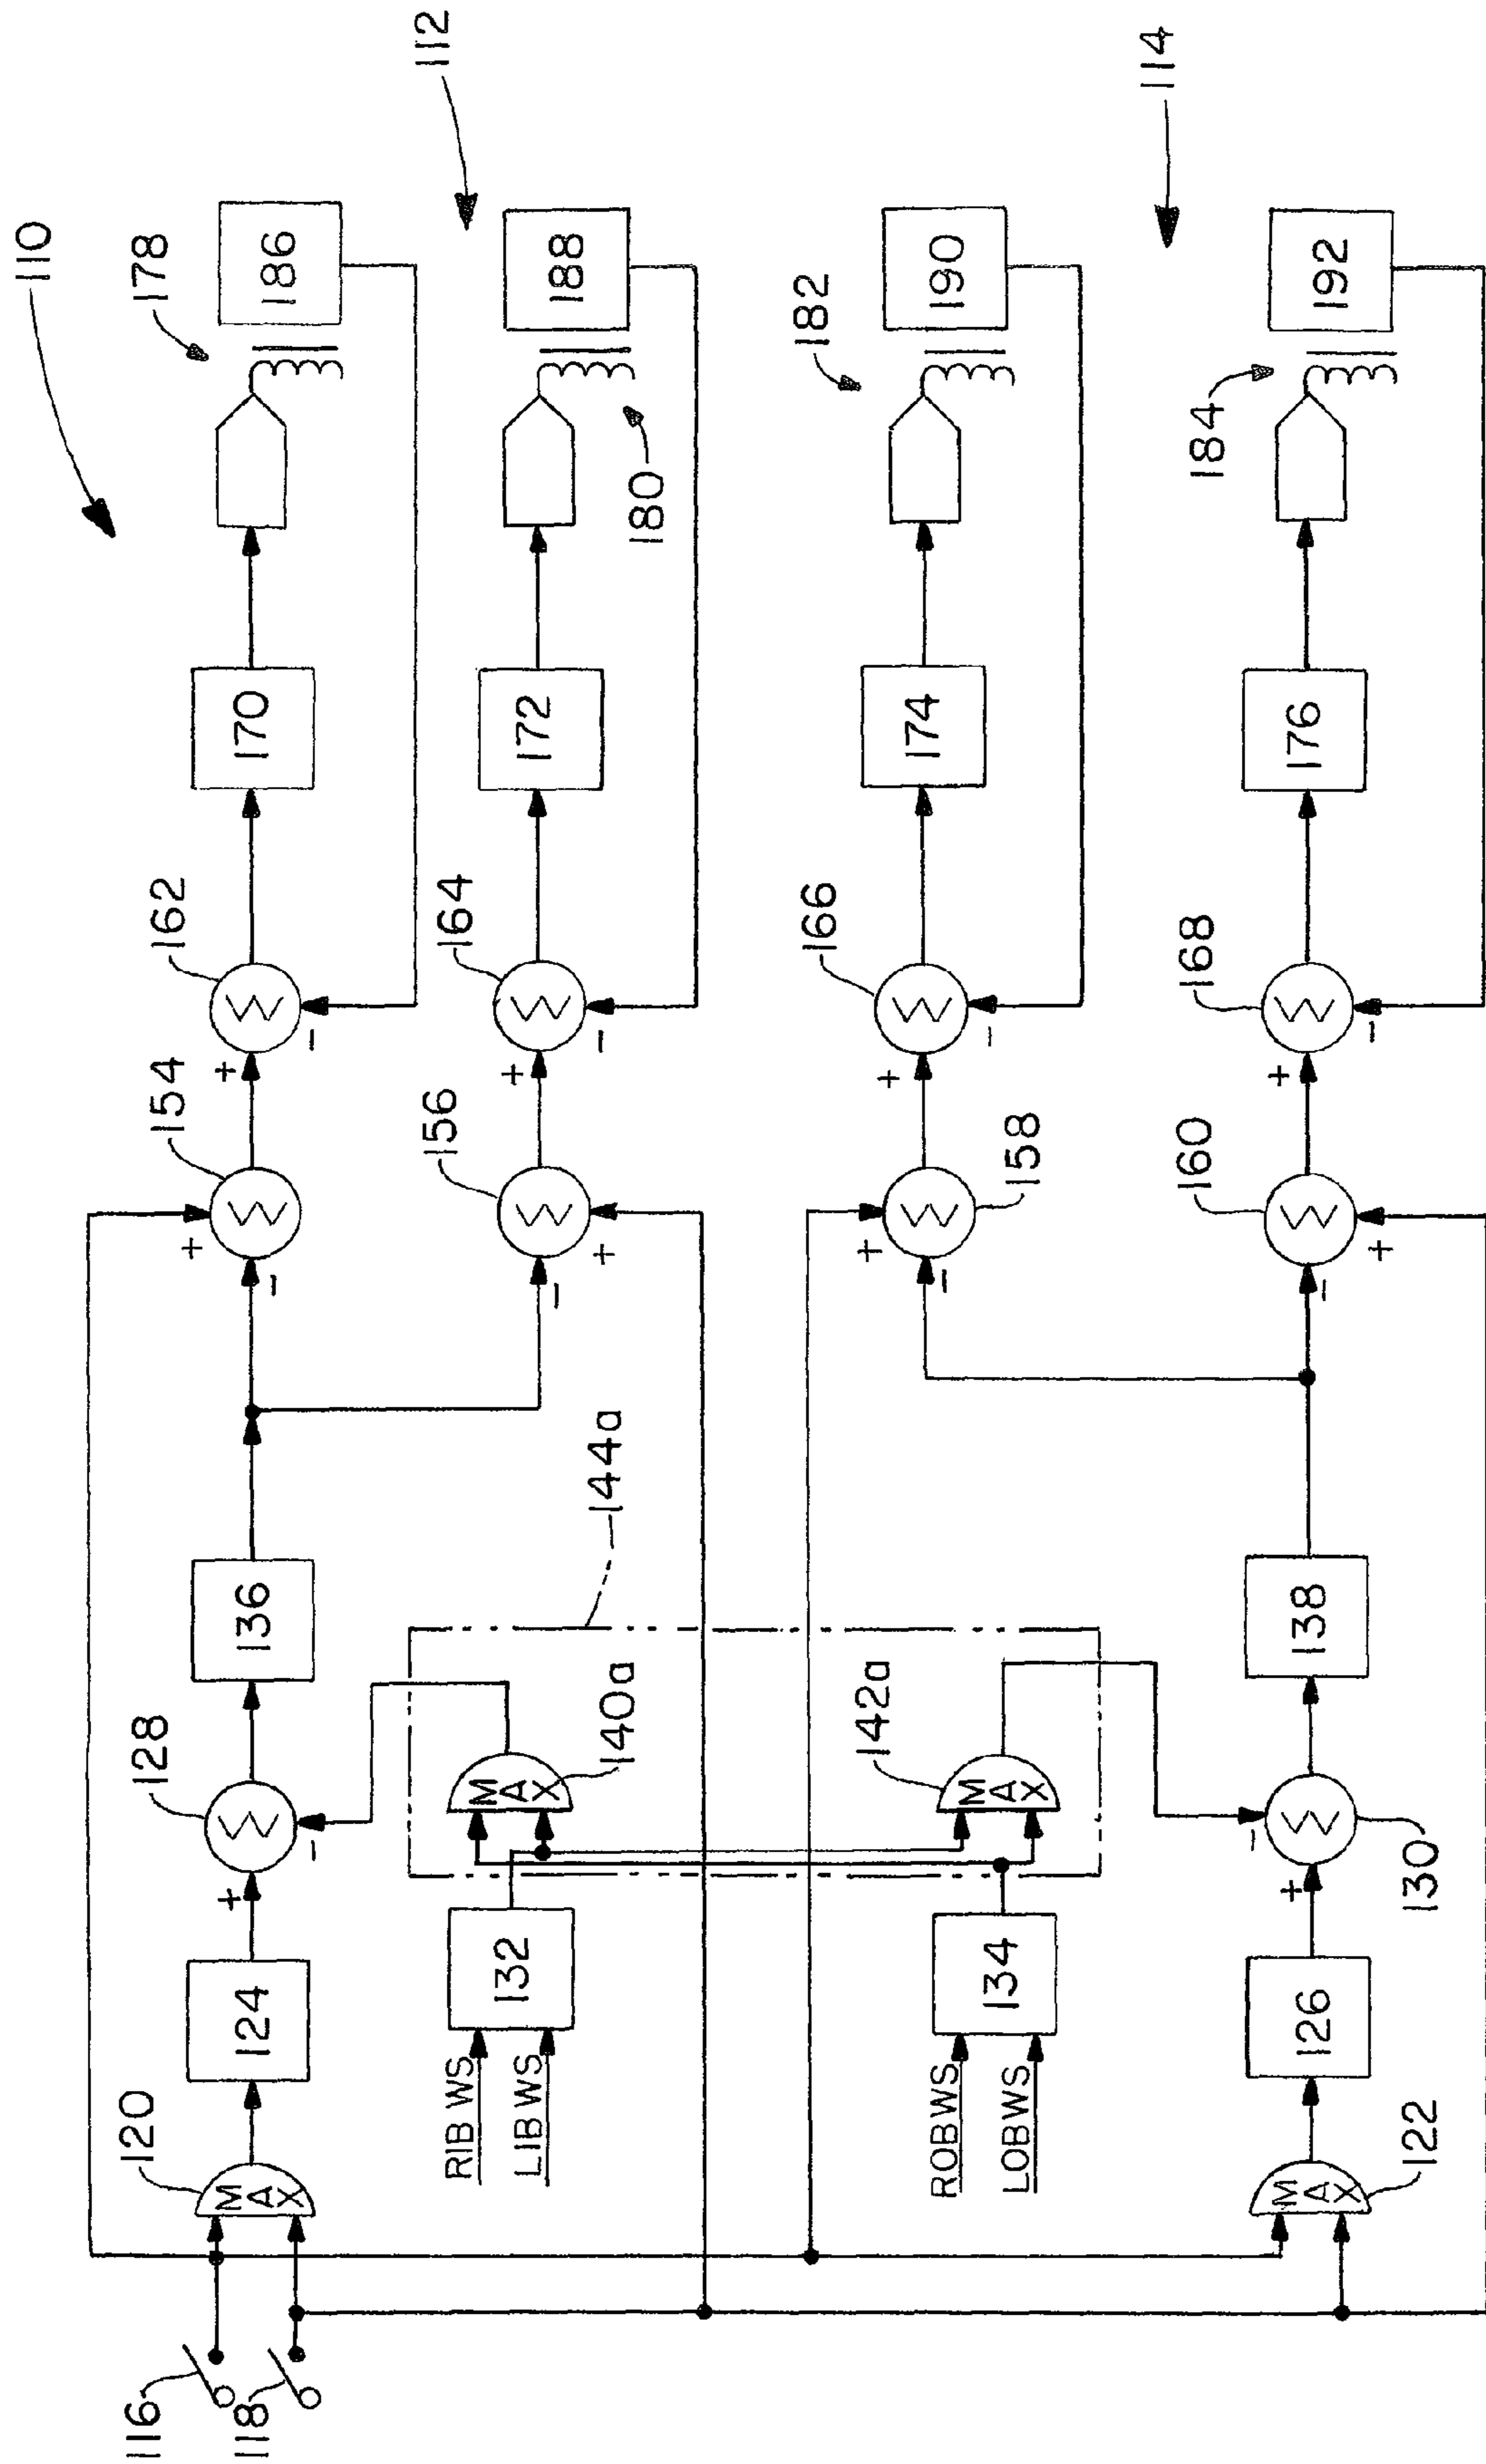 110
112
114
178
186
188
180
182
190
184
192
170
172
174
176
162
164
166
168
154
156
158
160
Σ
Σ
Σ
Σ
Σ
Σ
Σ
Σ
+
−
+
−
+
−
+
−
+
−
−
+
+
−
−
+
144a
136
138
128
Σ
+
−
140a
MAX
142a
MAX
130
Σ
−
+
124
132
134
126
RIB WS
LIB WS
ROBWS
LOBWS
120
MAX
122
MAX
116
118